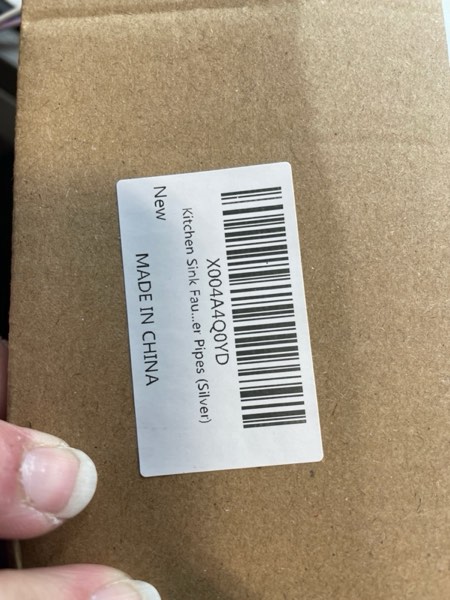 X004A4Q0YD
Kitchen Sink Fau...er Pipes (Silver)
New
MADE IN CHINA